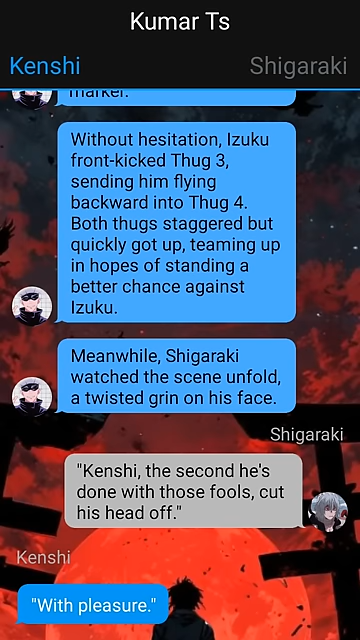 Kumar Ts
Kenshi
Shigaraki
marker.
Without hesitation, Izuku
front-kicked Thug 3,
sending him flying
backward into Thug 4.
Both thugs staggered but
quickly got up, teaming up
in hopes of standing a
better chance against
Izuku.
Meanwhile, Shigaraki
watched the scene unfold,
a twisted grin on his face.
Shigaraki
"Kenshi, the second he's
done with those fools, cut
his head off."
Kenshi
"With pleasure."